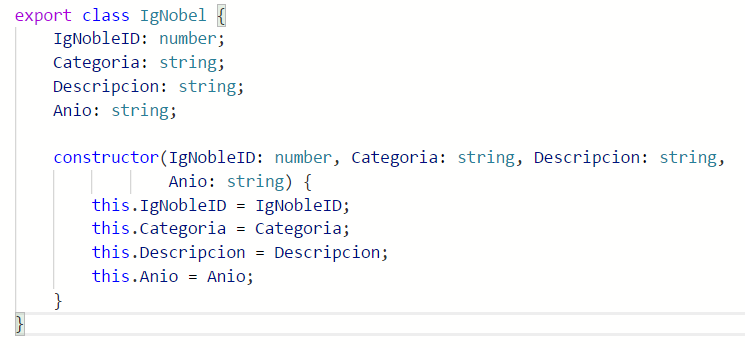 export class IgNobel {
    IgNobleID: number;
    Categoria: string;
    Descripcion: string;
    Anio: string;

    constructor(IgNobleID: number, Categoria: string, Descripcion: string,
                Anio: string) {
        this.IgNobleID = IgNobleID;
        this.Categoria = Categoria;
        this.Descripcion = Descripcion;
        this.Anio = Anio;
    }
}